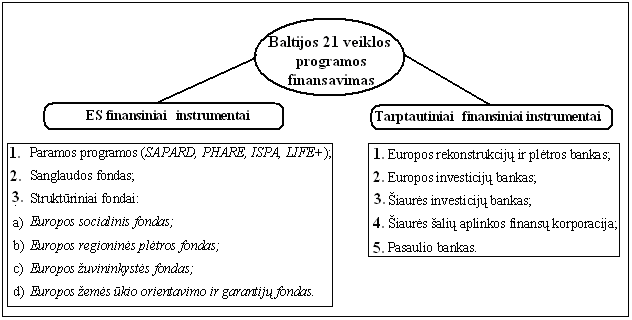 Baltijos 21 veiklos
programos
finansavimas
ES finansiniai instrumentai
1. Paramos programos (SAPARD, PHARE, ISPA, LIFE+);
2. Sanglaudos fondas;
3. Struktūriniai fondai:
a) Europos socialinis fondas;
b) Europos regioninės plėtros fondas;
c) Europos žuvininkystės fondas;
d) Europos žemės ūkio orientavimo ir garantijų fondas.
Tarptautiniai finansiniai instrumentai
1. Europos rekonstrukcijų ir plėtros bankas;
2. Europos investicijų bankas;
3. Šiaurės investicijų bankas;
4. Šiaurės šalių aplinkos finansų korporacija;
5. Pasaulio bankas.